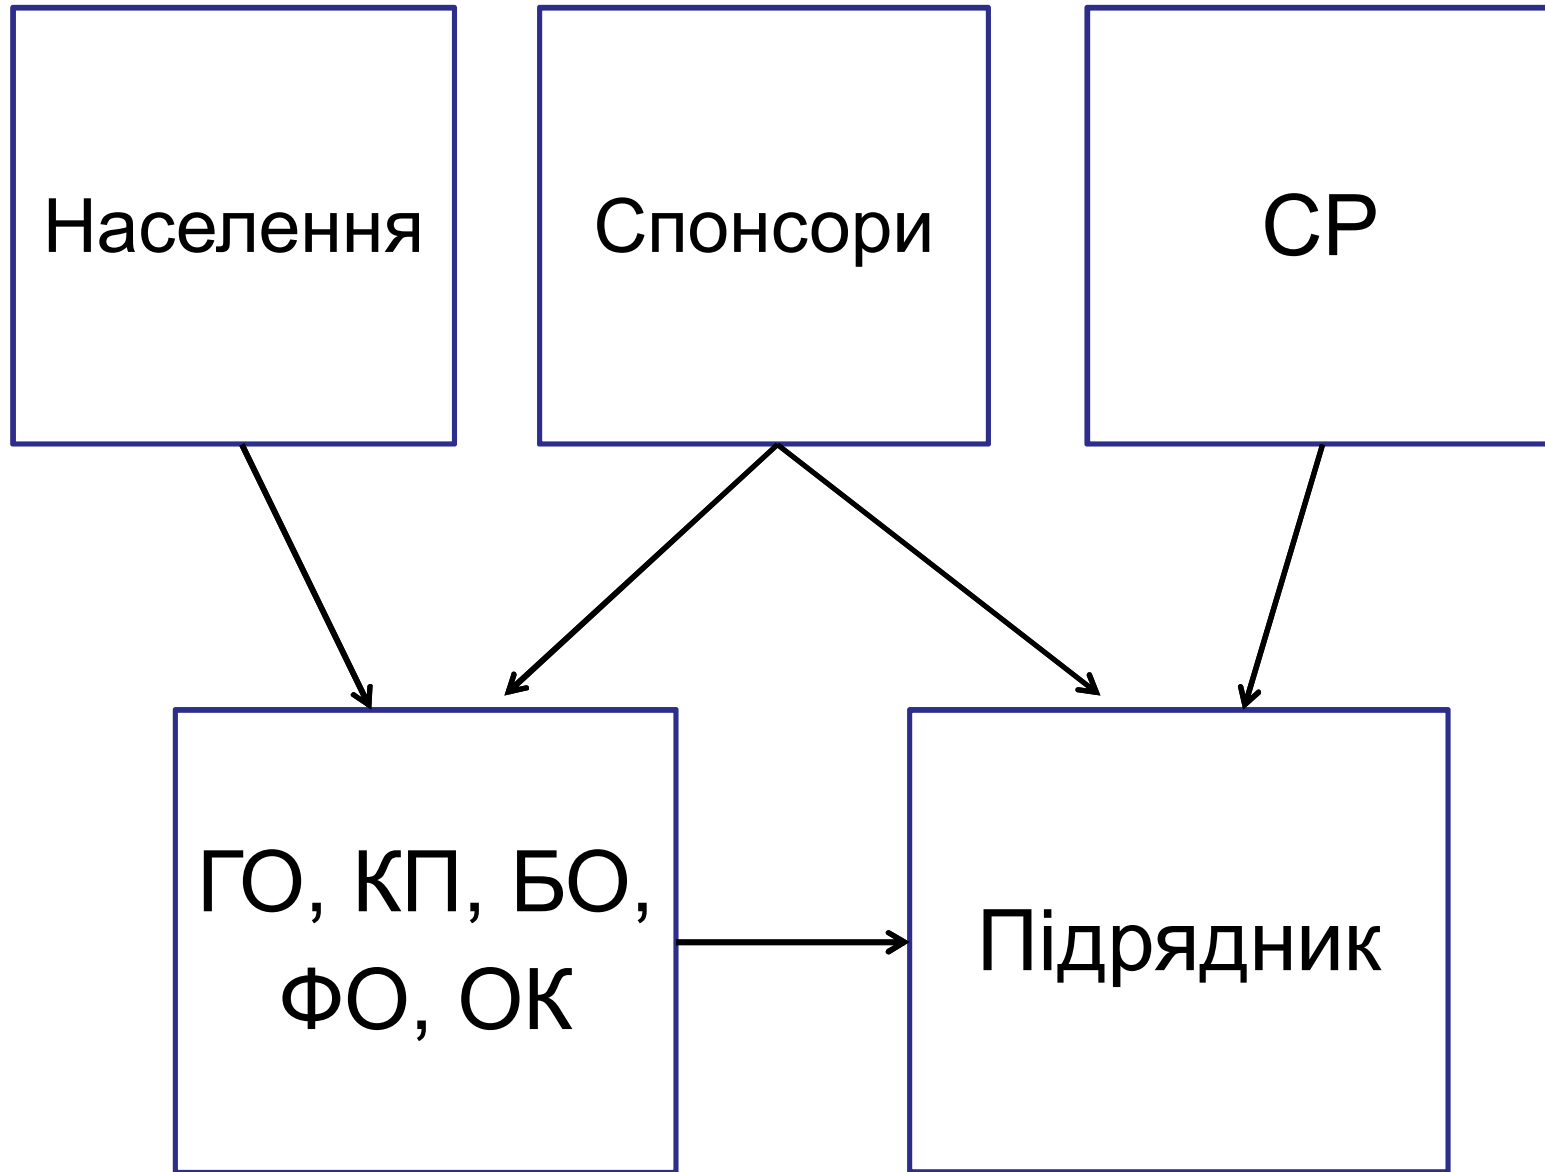 Населення
Спонсори
СР
ГО, КП, БО,
ФО, ОК
Підрядник